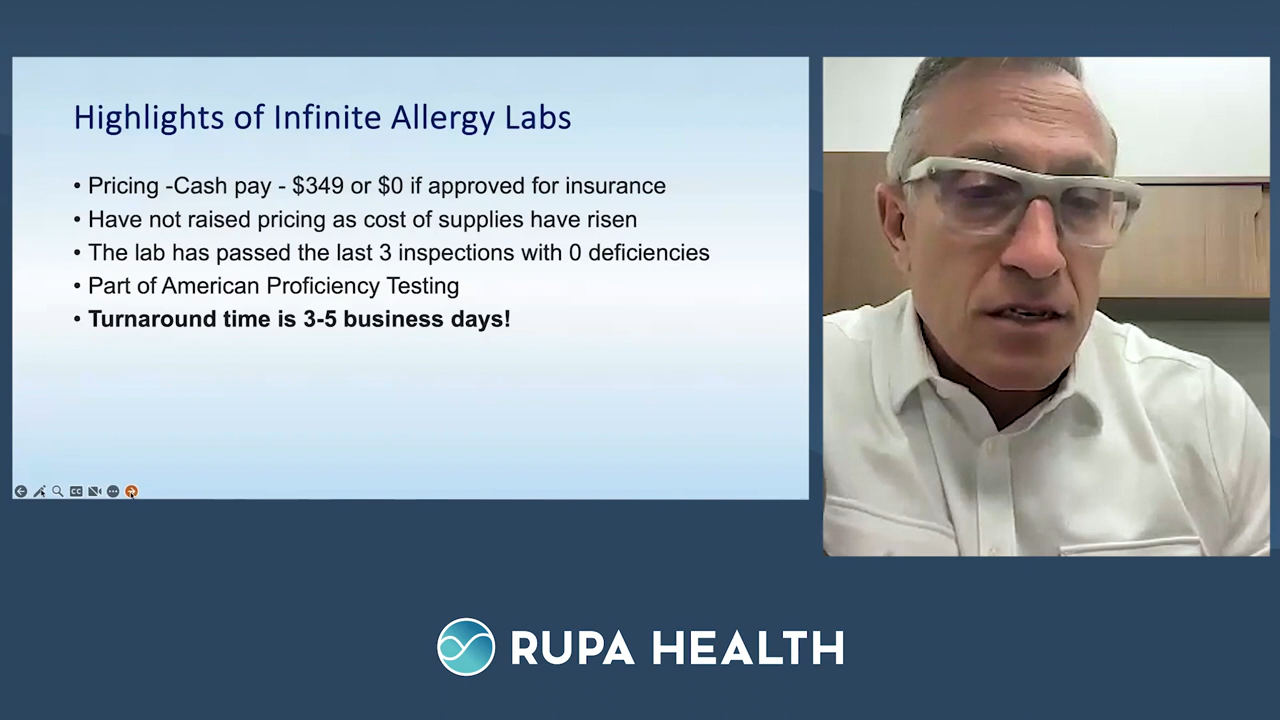 Highlights of Infinite Allergy Labs
• Pricing -Cash pay - $349 or $0 if approved for insurance
• Have not raised pricing as cost of supplies have risen
• The lab has passed the last 3 inspections with 0 deficiencies
• Part of American Proficiency Testing
• Turnaround time is 3-5 business days!
CC
RUPA HEALTH